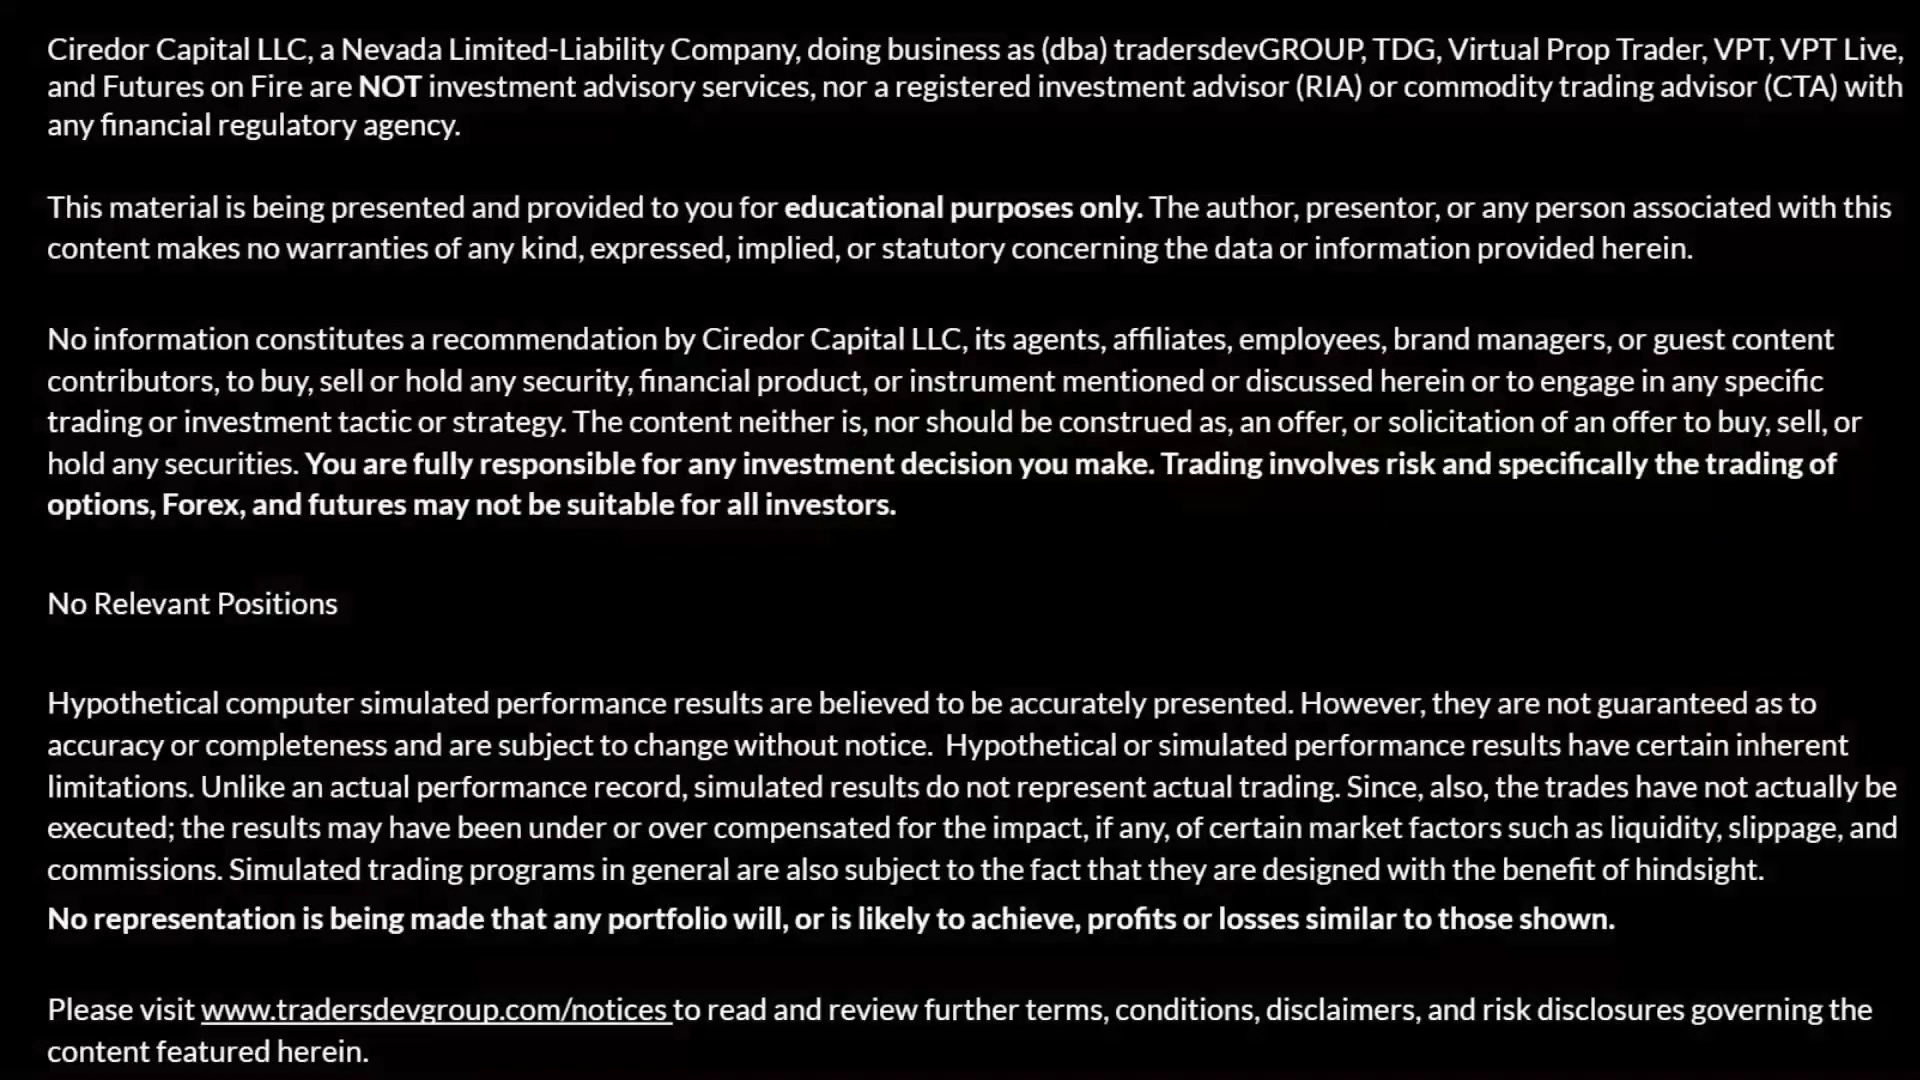 Ciredor Capital LLC, a Nevada Limited-Liability Company, doing business as (dba) tradersdevGROUP, TDG, Virtual Prop Trader, VPT, VPT Live,
and Futures on Fire are NOT investment advisory services, nor a registered investment advisor (RIA) or commodity trading advisor (CTA) with
any financial regulatory agency.
This material is being presented and provided to you for educational purposes only. The author, presentor, or any person associated with this
content makes no warranties of any kind, expressed, implied, or statutory concerning the data or information provided herein.
No information constitutes a recommendation by Ciredor Capital LLC, its agents, affiliates, employees, brand managers, or guest content
contributors, to buy, sell or hold any security, financial product, or instrument mentioned or discussed herein or to engage in any specific
trading or investment tactic or strategy. The content neither is, nor should be construed as, an offer, or solicitation of an offer to buy, sell, or
hold any securities. You are fully responsible for any investment decision you make. Trading involves risk and specifically the trading of
options, Forex, and futures may not be suitable for all investors.
No Relevant Positions
Hypothetical computer simulated performance results are believed to be accurately presented. However, they are not guaranteed as to
accuracy or completeness and are subject to change without notice.  Hypothetical or simulated performance results have certain inherent
limitations. Unlike an actual performance record, simulated results do not represent actual trading. Since, also, the trades have not actually be
executed; the results may have been under or over compensated for the impact, if any, of certain market factors such as liquidity, slippage, and
commissions. Simulated trading programs in general are also subject to the fact that they are designed with the benefit of hindsight.
No representation is being made that any portfolio will, or is likely to achieve, profits or losses similar to those shown.
Please visit www.tradersdevgroup.com/notices to read and review further terms, conditions, disclaimers, and risk disclosures governing the
content featured herein.